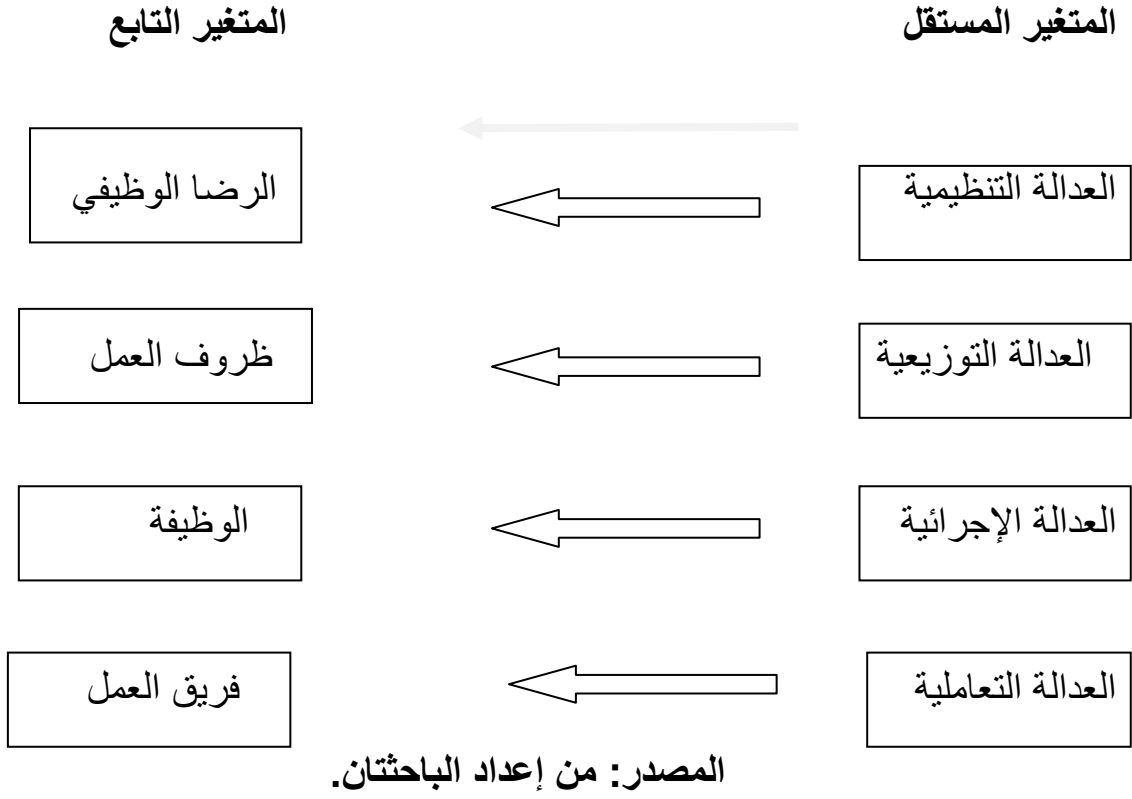 المتغير المستقل المتغير التابع
العدالة التنظيمية الرضا الوظيفي
العدالة التوزيعية ظروف العمل
العدالة الإجرائية الوظيفة
العدالة التعاملية فريق العمل
المصدر: من إعداد الباحثتان.